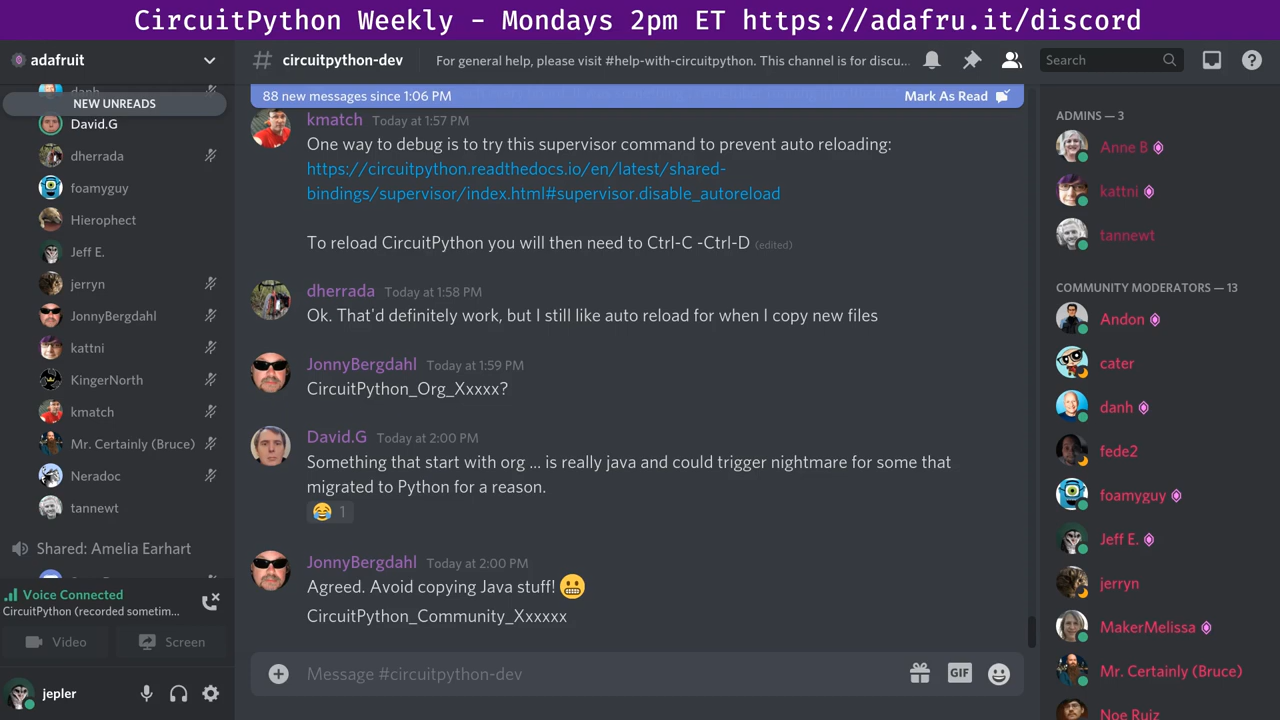 CircuitPython Weekly - Mondays 2pm ET https://adafru.it/discord
adafruit
danh
NEW UNREADS
David.G
dherrada
foamyguy
Hierophect
Jeff E.
jerryn
JonnyBergdahl
kattni
KingerNorth
kmatch
Mr. Certainly (Bruce)
Neradoc
tannewt
Shared: Amelia Earhart
Voice Connected
CircuitPython (recorded sometim...
Video
Screen
jepler
# circuitpython-dev
For general help, please visit #help-with-circuitpython. This channel is for discu...
Search
88 new messages since 1:06 PM
Mark As Read
kmatch Today at 1:57 PM
One way to debug is to try this supervisor command to prevent auto reloading:
https://circuitpython.readthedocs.io/en/latest/shared-
bindings/supervisor/index.html#supervisor.disable_autoreload
To reload CircuitPython you will then need to Ctrl-C -Ctrl-D (edited)
dherrada Today at 1:58 PM
Ok. That'd definitely work, but I still like auto reload for when I copy new files
JonnyBergdahl Today at 1:59 PM
CircuitPython_Org_Xxxxx?
David.G Today at 2:00 PM
Something that start with org ... is really java and could trigger nightmare for some that
migrated to Python for a reason.
😂 1
JonnyBergdahl Today at 2:00 PM
Agreed. Avoid copying Java stuff! 😬
CircuitPython_Community_Xxxxxx
Message #circuitpython-dev
GIF
ADMINS — 3
Anne B
kattni
tannewt
COMMUNITY MODERATORS — 13
Andon
cater
danh
fede2
foamyguy
Jeff E.
jerryn
MakerMelissa
Mr. Certainly (Bruce)
Noe Ruiz